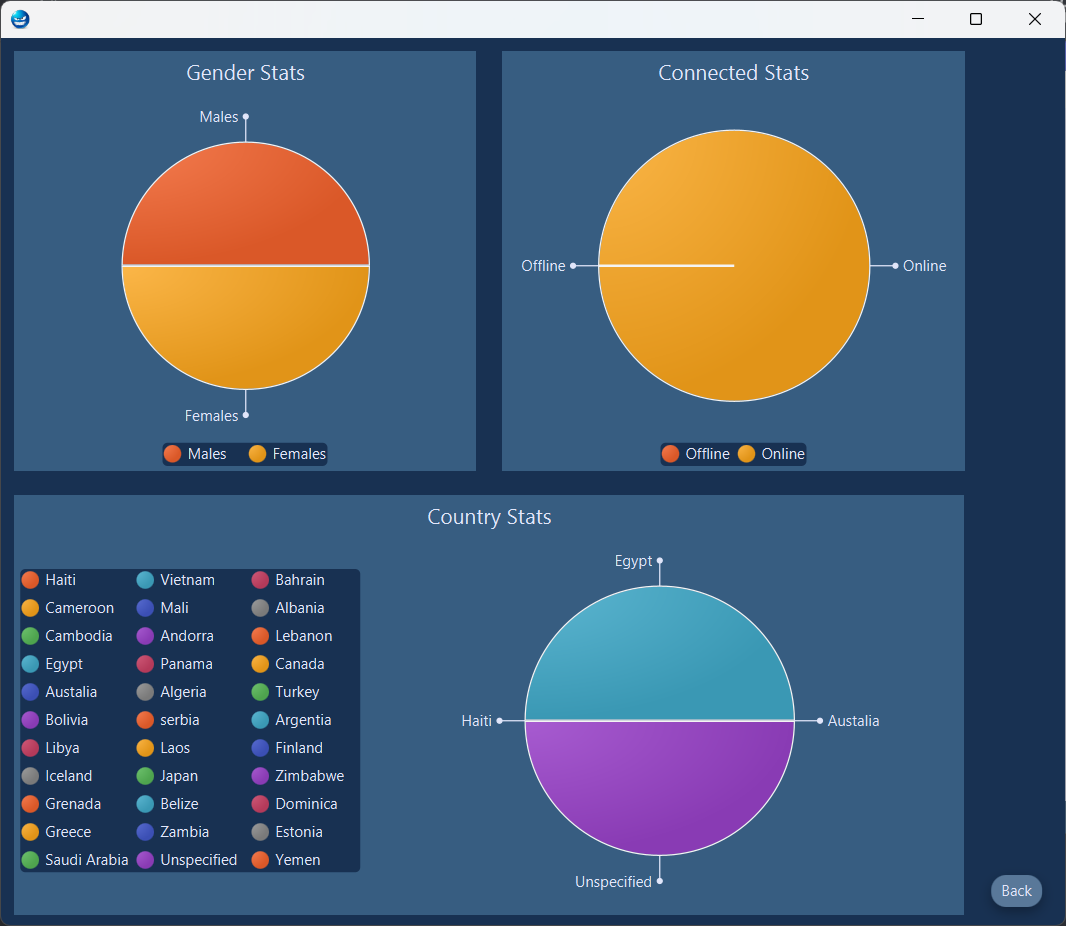 Gender Stats
Males
Females
Males Females
Connected Stats
Offline
Online
Offline Online
Country Stats
Haiti Vietnam Bahrain
Cameroon Mali Albania
Cambodia Andorra Lebanon
Egypt Panama Canada
Austalia Algeria Turkey
Bolivia serbia Argentia
Libya Laos Finland
Iceland Japan Zimbabwe
Grenada Belize Dominica
Greece Zambia Estonia
Saudi Arabia Unspecified Yemen
Egypt
Haiti
Austalia
Unspecified
Back